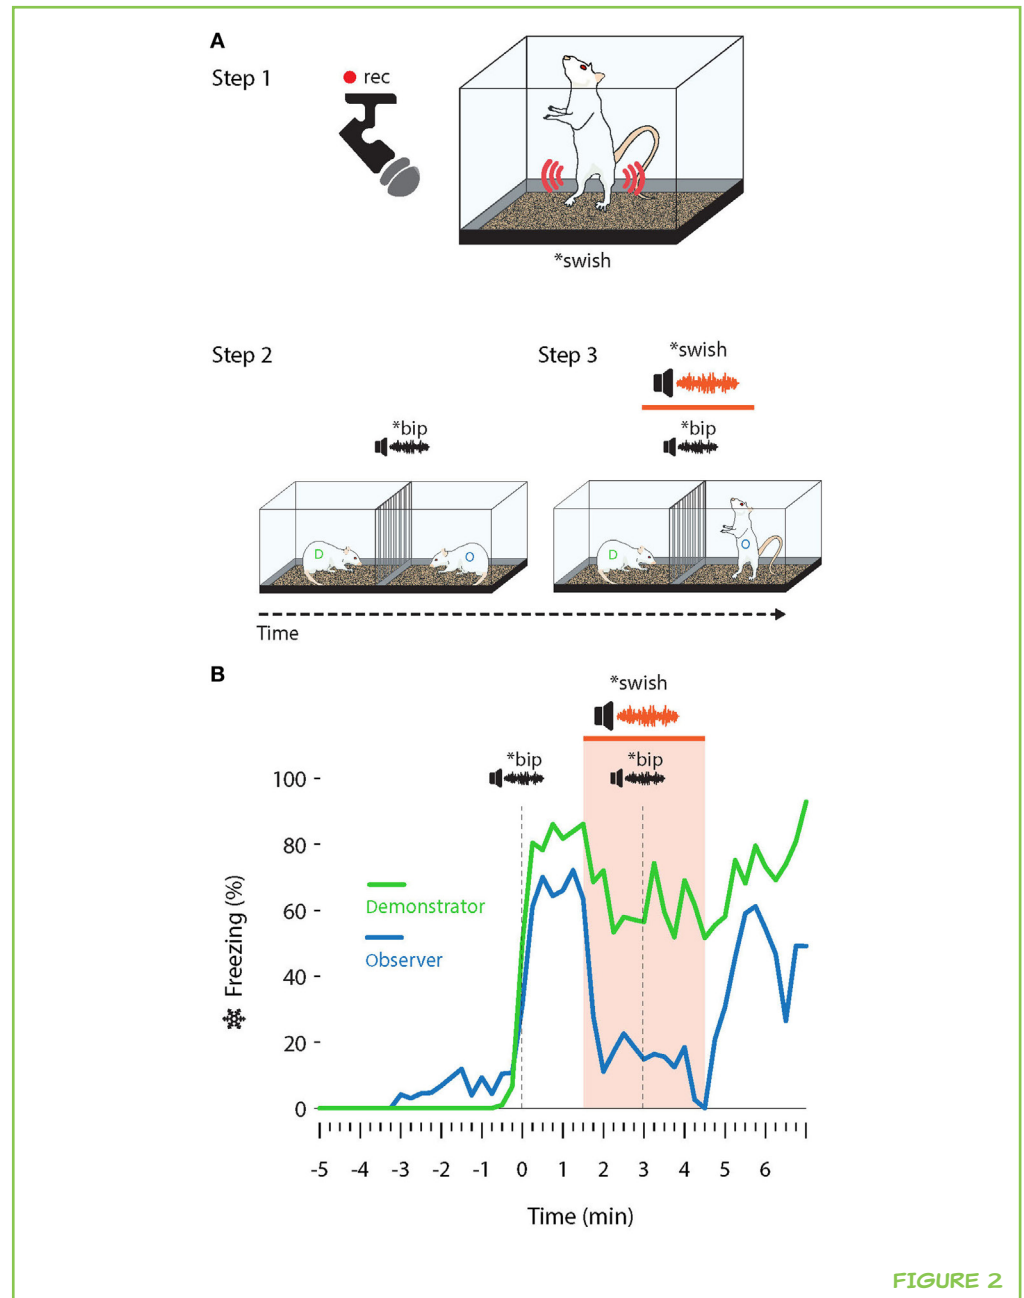 A
Step 1
rec
*swish
Step 2
Step 3
*swish
*bip
*bip
D
O
D
O
Time
B
*swish
*bip
*bip
100
80
60
40
20
0
Freezing (%)
Demonstrator
Observer
-5 -4 -3 -2 -1 0 1 2 3 4 5 6
Time (min)
FIGURE 2